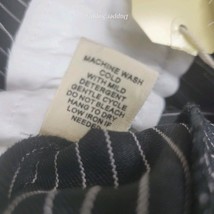 MACHINE WASH
COLD
WITH MILD
DETERGENT
GENTLE CYCLE
DO NOT BLEACH
HANG TO DRY
LOW IRON IF
NEEDED